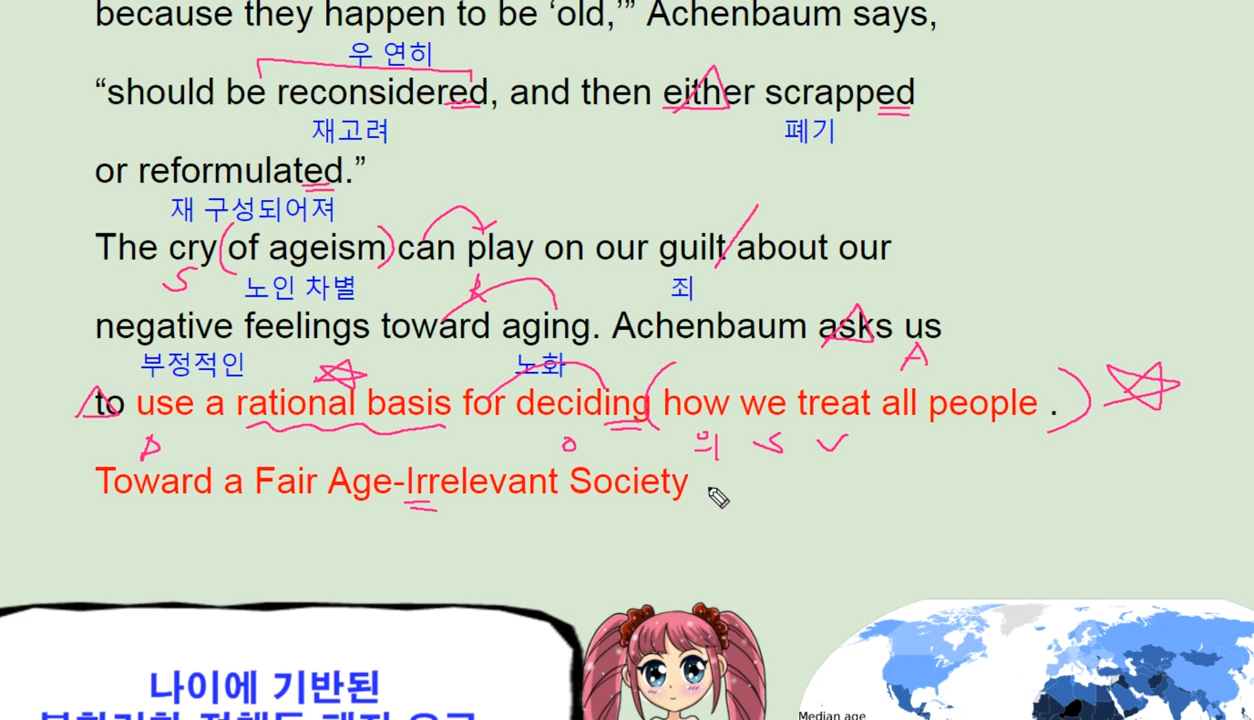 because they happen to be ‘old,’” Achenbaum says,
우 연히
“should be reconsidered, and then either scrapped
재고려 폐기
or reformulated.”
재 구성되어져
The cry of ageism can play on our guilt about our
S
노인 차별 죄
negative feelings toward aging. Achenbaum asks us
부정적인 노화
A
to use a rational basis for deciding how we treat all people .
의 S V
Toward a Fair Age-Irrelevant Society
나이에 기반된
Median age